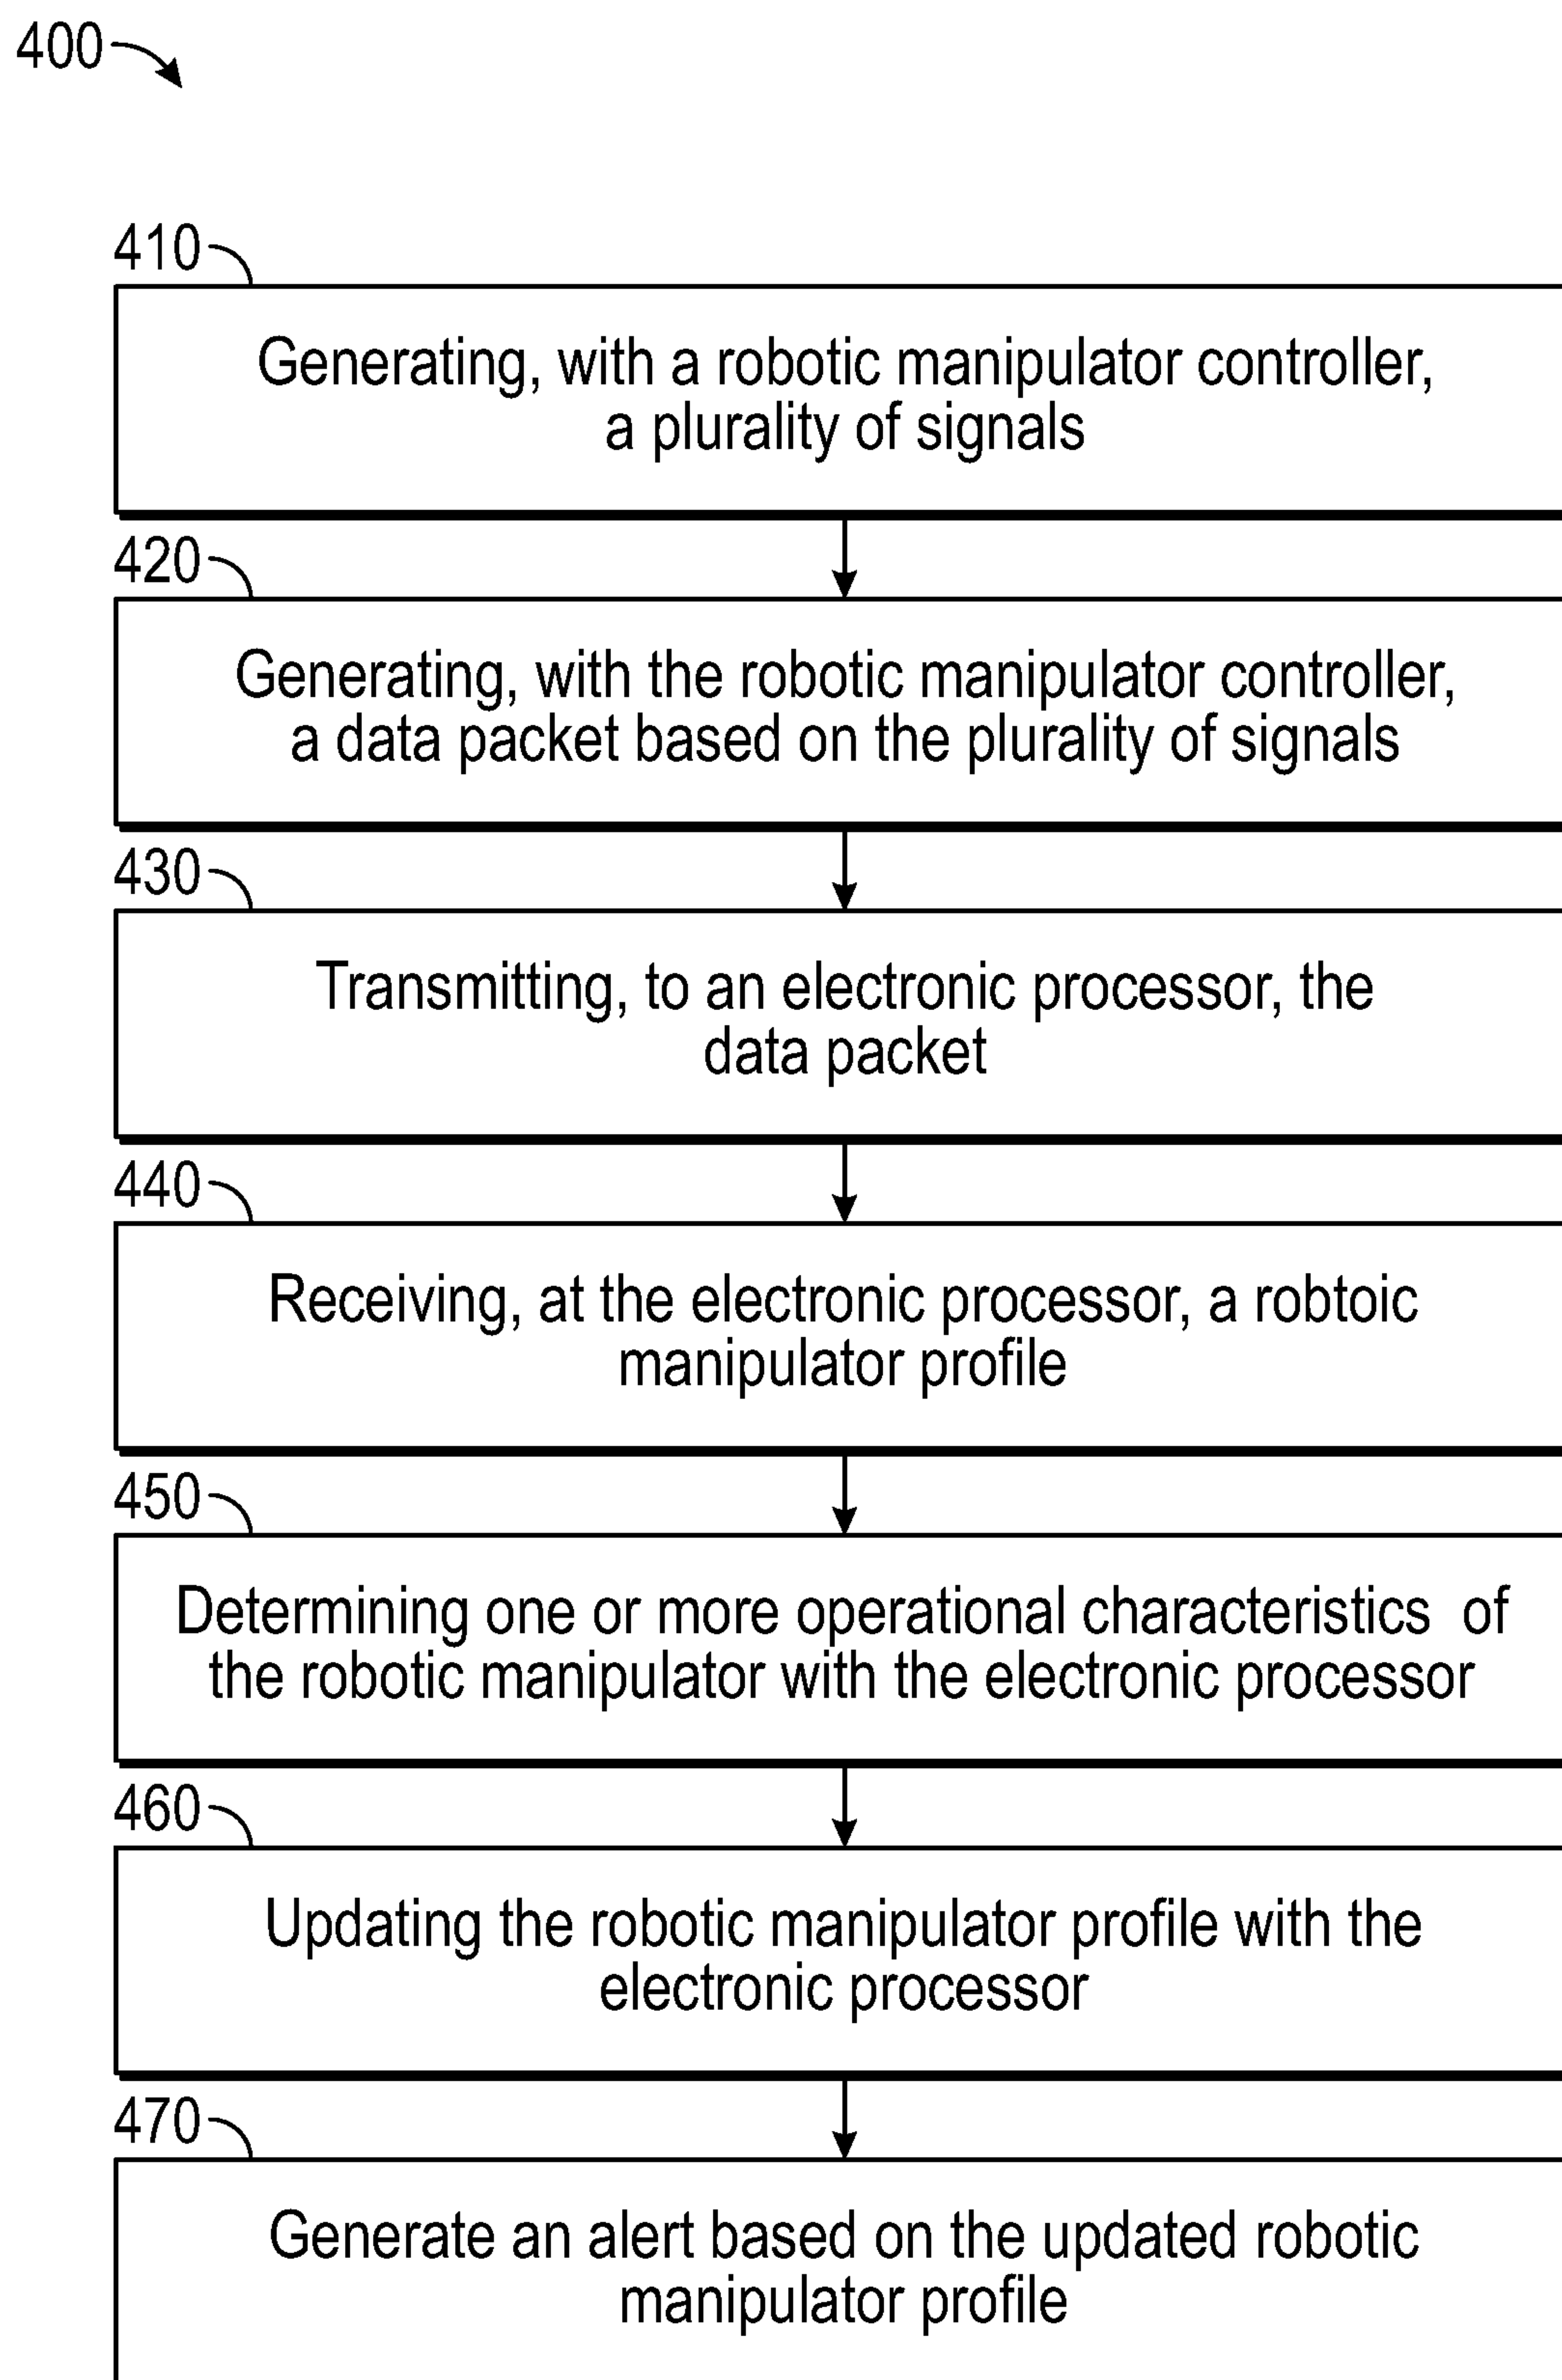 400
410
Generating, with a robotic manipulator controller,
a plurality of signals
420
Generating, with the robotic manipulator controller,
a data packet based on the plurality of signals
430
Transmitting, to an electronic processor, the
data packet
440
Receiving, at the electronic processor, a robtoic
manipulator profile
450
Determining one or more operational characteristics  of
the robotic manipulator with the electronic processor
460
Updating the robotic manipulator profile with the
electronic processor
470
Generate an alert based on the updated robotic
manipulator profile